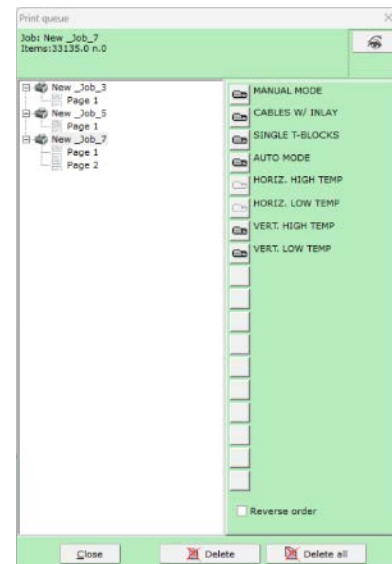 Print queue
Job: New _Job_7
Items:33135.0 n.0
New _Job_3
Page 1
New _Job_5
Page 1
New _Job_7
Page 1
Page 2
MANUAL MODE
CABLES W/ INLAY
SINGLE T-BLOCKS
AUTO MODE
HORIZ. HIGH TEMP
HORIZ. LOW TEMP
VERT. HIGH TEMP
VERT. LOW TEMP
Reverse order
Close
Delete
Delete all